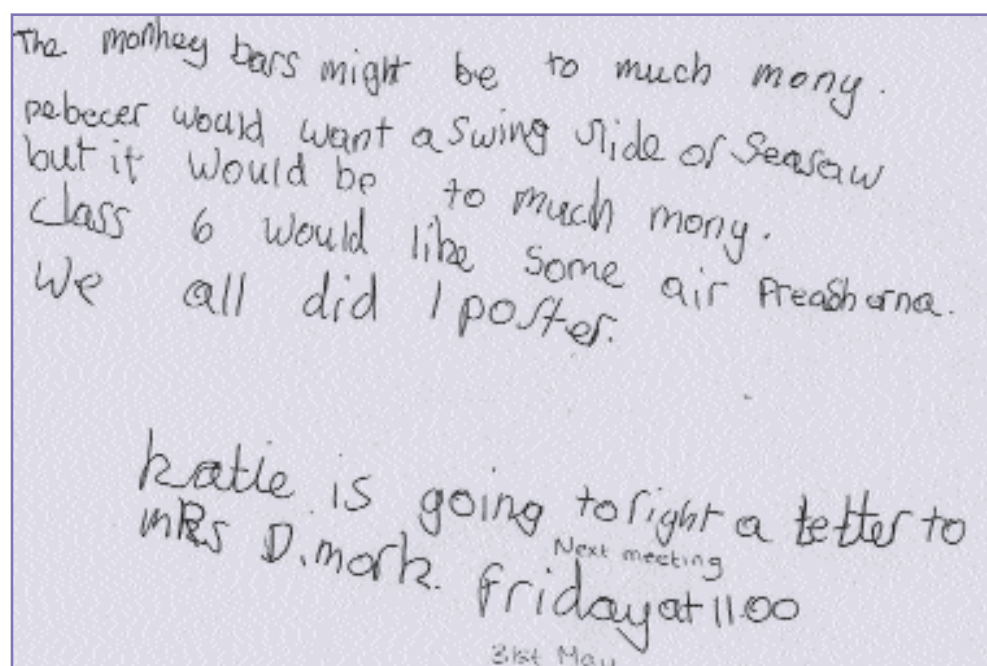 The monkey bars might be to much mony.
pebecer would want a swing slide or Seasaw
but it would be to much mony.
Class 6 would like some air
We all did 1 poster.
Katie is going to right a letter to
mRs D. mark. Friday at 11.00
Next meeting
31st May